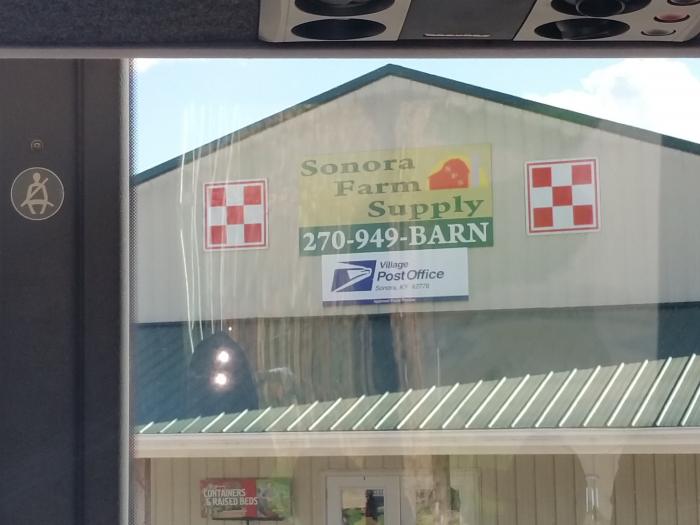 Sonora
Farm
Supply
270-949-BARN
Village
Post Office
Sonora, KY 42776
CONTAINERS
& RAISED BEDS